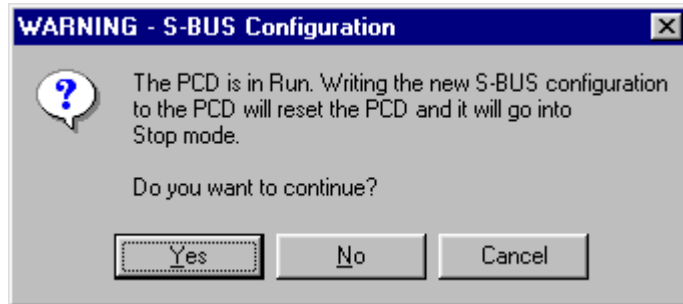 WARNING - S-BUS Configuration
The PCD is in Run. Writing the new S-BUS configuration
to the PCD will reset the PCD and it will go into
Stop mode.
Do you want to continue?
Yes No Cancel